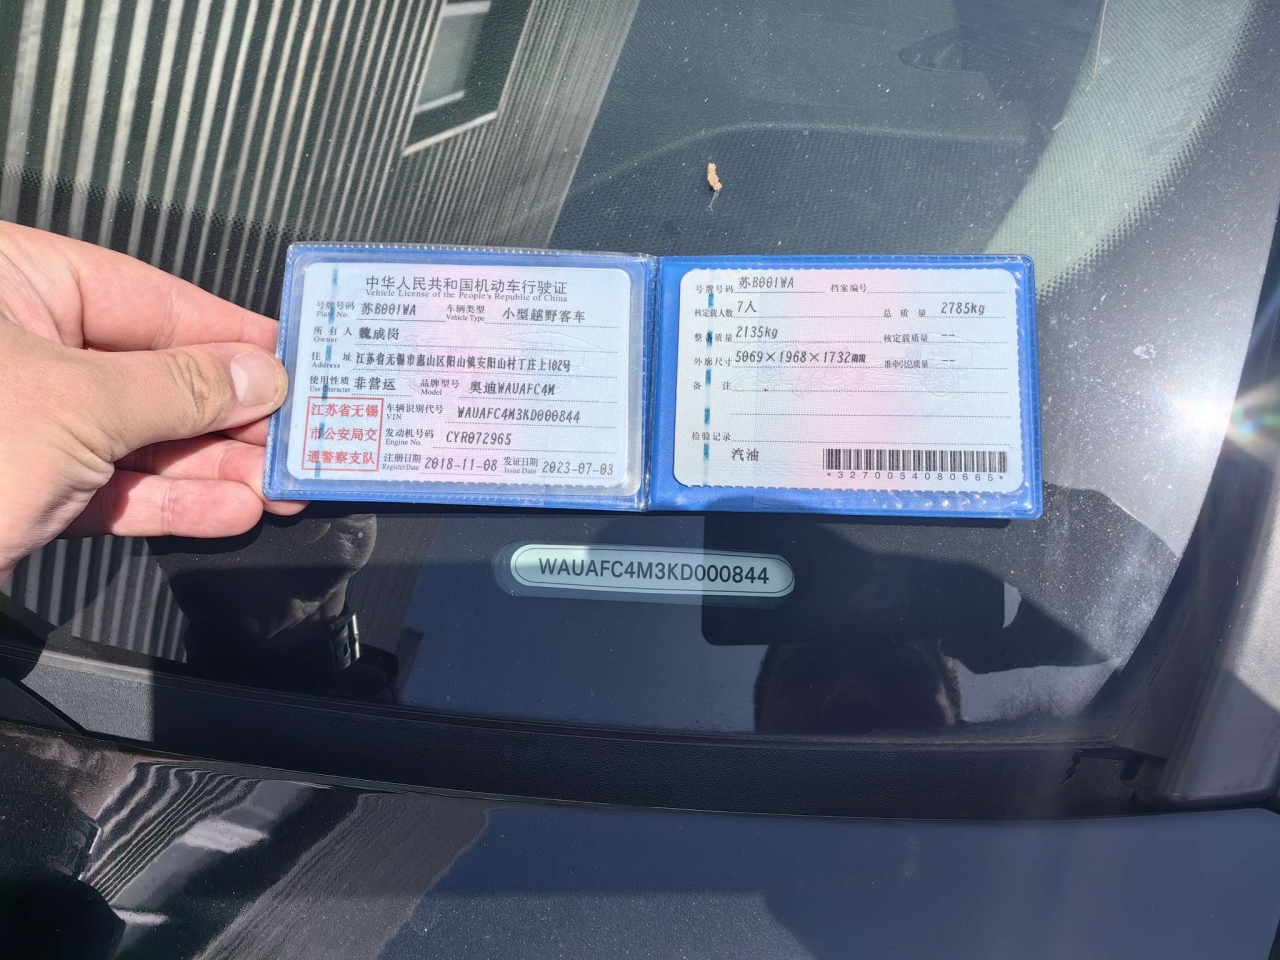 中华人民共和国机动车行驶证
Vehicle License of the People's Republic of China
号牌号码 苏B001WA 车辆类型 小型越野客车
Plate No. Vehicle Type
所有人 魏成岗
Owner
住址 江苏省无锡市惠山区阳山镇安阳山村丁庄上102号
Address
使用性质 非营运 品牌型号 奥迪WAUAFC4M
Use Character Model
江苏省无锡
市公安局交
通警察支队
车辆识别代号 WAUAFC4M3KD000844
VIN
发动机号码 CYR072965
Engine No.
注册日期 2018-11-08 发证日期 2023-07-03
Register Date Issue Date
号牌号码 苏B001WA 档案编号
核定载人数 7人 总质量 2785kg
整备质量 2135kg 核定载质量 --
外廓尺寸 5069×1968×1732 准牵引总质量 --
备注
检验记录
汽油
*3270054080665*
WAUAFC4M3KD000844